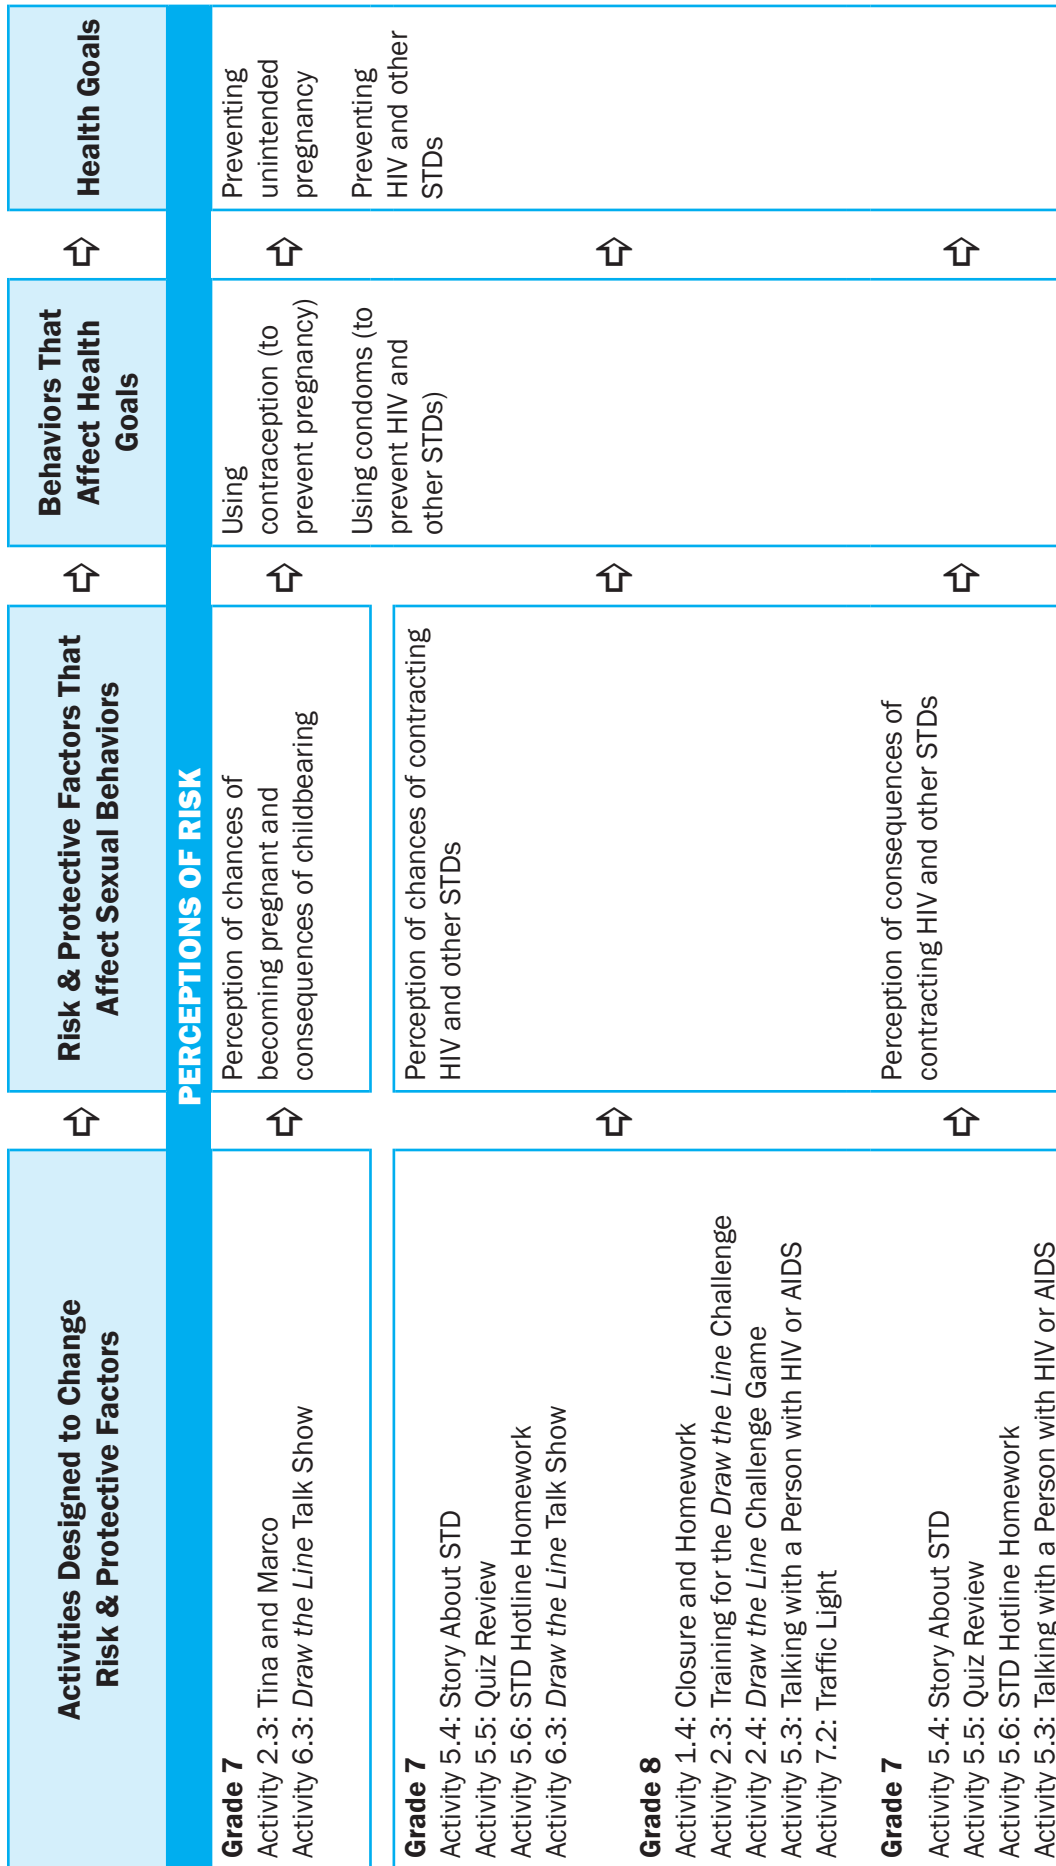 Activities Designed to Change
Risk & Protective Factors
Risk & Protective Factors That
Affect Sexual Behaviors
Behaviors That
Affect Health
Goals
Health Goals
PERCEPTIONS OF RISK
Grade 7
Activity 2.3: Tina and Marco
Activity 6.3: Draw the Line Talk Show
Perception of chances of
becoming pregnant and
consequences of childbearing
Using
contraception (to
prevent pregnancy)
Using condoms (to
prevent HIV and
other STDs)
Preventing
unintended
pregnancy
Preventing
HIV and other
STDs
Grade 7
Activity 5.4: Story About STD
Activity 5.5: Quiz Review
Activity 5.6: STD Hotline Homework
Activity 6.3: Draw the Line Talk Show
Grade 8
Activity 1.4: Closure and Homework
Activity 2.3: Training for the Draw the Line Challenge
Activity 2.4: Draw the Line Challenge Game
Activity 5.3: Talking with a Person with HIV or AIDS
Activity 7.2: Traffic Light
Perception of chances of contracting
HIV and other STDs
Grade 7
Activity 5.4: Story About STD
Activity 5.5: Quiz Review
Activity 5.6: STD Hotline Homework
Activity 5.3: Talking with a Person with HIV or AIDS
Perception of consequences of
contracting HIV and other STDs